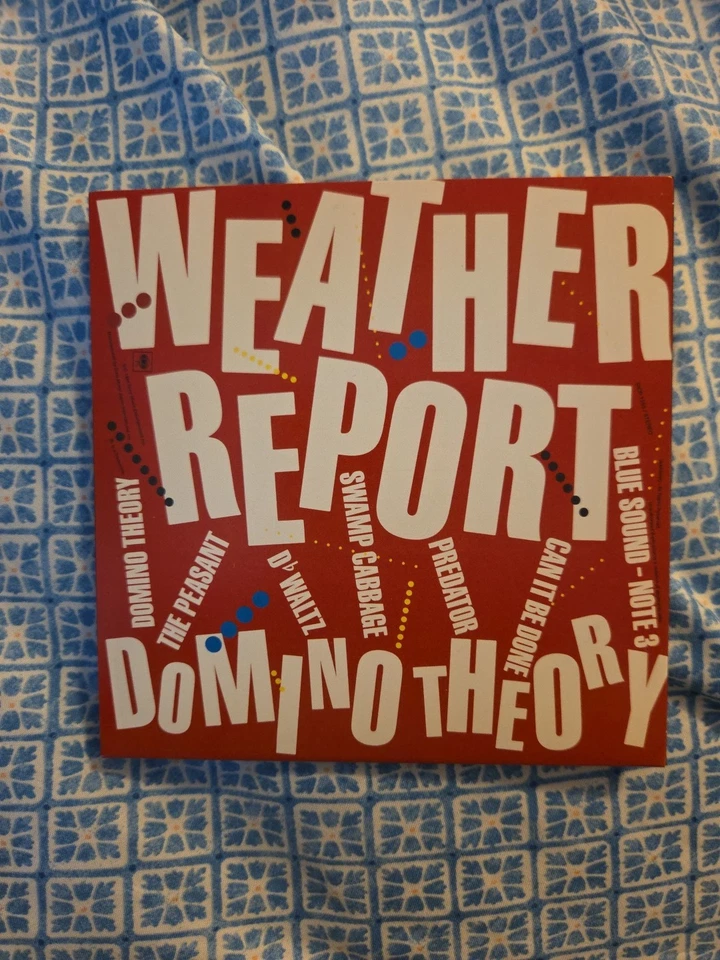 WEATHER
REPORT
DOMINO THEORY
THE PEASANT
D♭ WALTZ
SWAMP CABBAGE
PREDATOR
CAN IT BE DONE
BLUE SOUND – NOTE 3
DOMINO THEORY